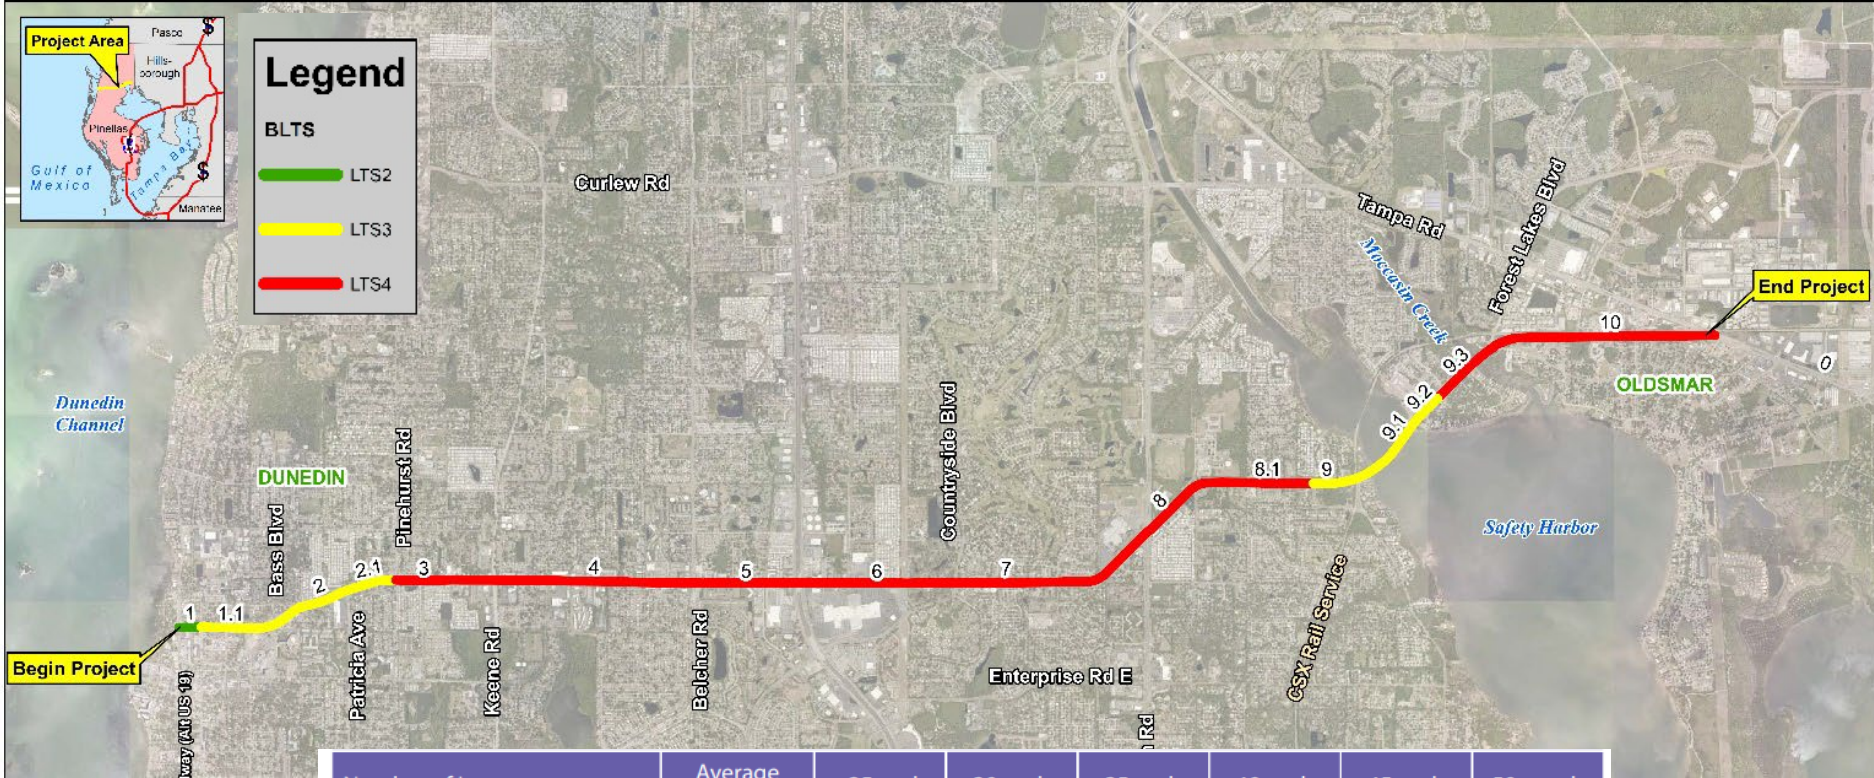 Project Area
Pasco
$
Hills-
borough
Pinellas
Gulf of
Mexico
Tampa Bay
$
Manatee
Legend
BLTS
LTS2
LTS3
LTS4
Curlew Rd
Tampa Rd
Forest Lakes Blvd
Moccasin Creek
End Project
10
0
9.3
OLDSMAR
9.2
9.1
Dunedin
Channel
DUNEDIN
Pinehurst Rd
Countryside Blvd
8.1
9
8
Safety Harbor
Bass Blvd
1
1.1
2
2.1
3
4
5
6
7
Begin Project
Patricia Ave
Keene Rd
Belcher Rd
Enterprise Rd E
CSX Rail Service
(Alt US 19)
Rd
Average